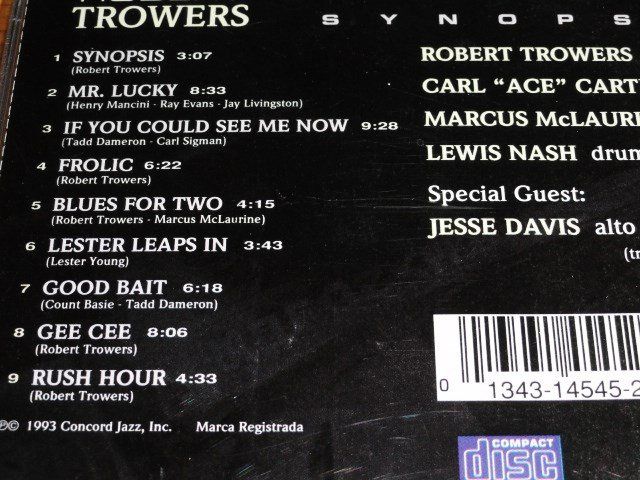 TROWERS
SYNOPS
1 SYNOPSIS 3:07
(Robert Trowers)
2 MR. LUCKY 8:33
(Henry Mancini - Ray Evans - Jay Livingston)
3 IF YOU COULD SEE ME NOW 9:28
(Tadd Dameron - Carl Sigman)
4 FROLIC 6:22
(Robert Trowers)
5 BLUES FOR TWO 4:15
(Robert Trowers - Marcus McLaurine)
6 LESTER LEAPS IN 3:43
(Lester Young)
7 GOOD BAIT 6:18
(Count Basie - Tadd Dameron)
8 GEE CEE 8:06
(Robert Trowers)
9 RUSH HOUR 4:33
(Robert Trowers)
℗© 1993 Concord Jazz, Inc. Marca Registrada
ROBERT TROWERS
CARL "ACE" CART
MARCUS McLAURI
LEWIS NASH drum
Special Guest:
JESSE DAVIS alto
(tr
0 1343-14545-2
COMPACT
disc